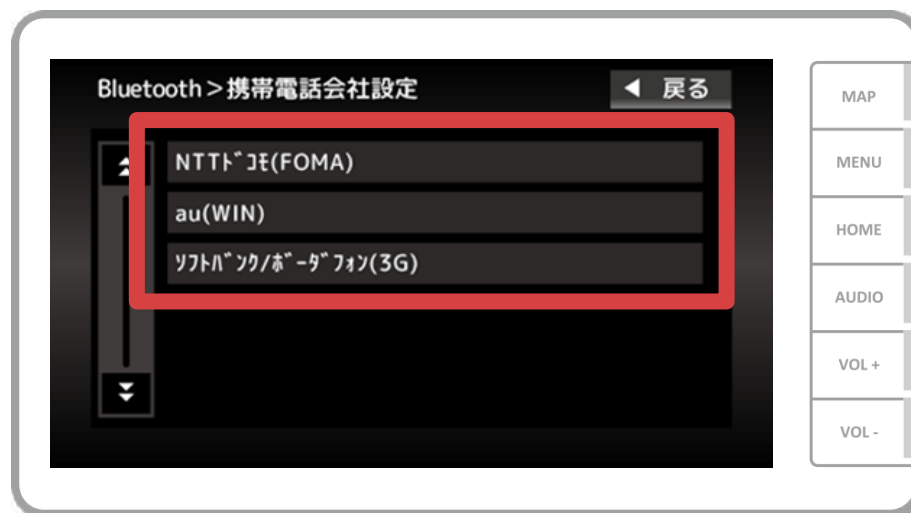 Bluetooth>携帯電話会社設定
◀ 戻る
NTTﾄﾞｺﾓ(FOMA)
au(WIN)
ｿﾌﾄﾊﾞﾝｸ/ﾎﾞｰﾀﾞﾌｫﾝ(3G)
MAP
MENU
HOME
AUDIO
VOL +
VOL -